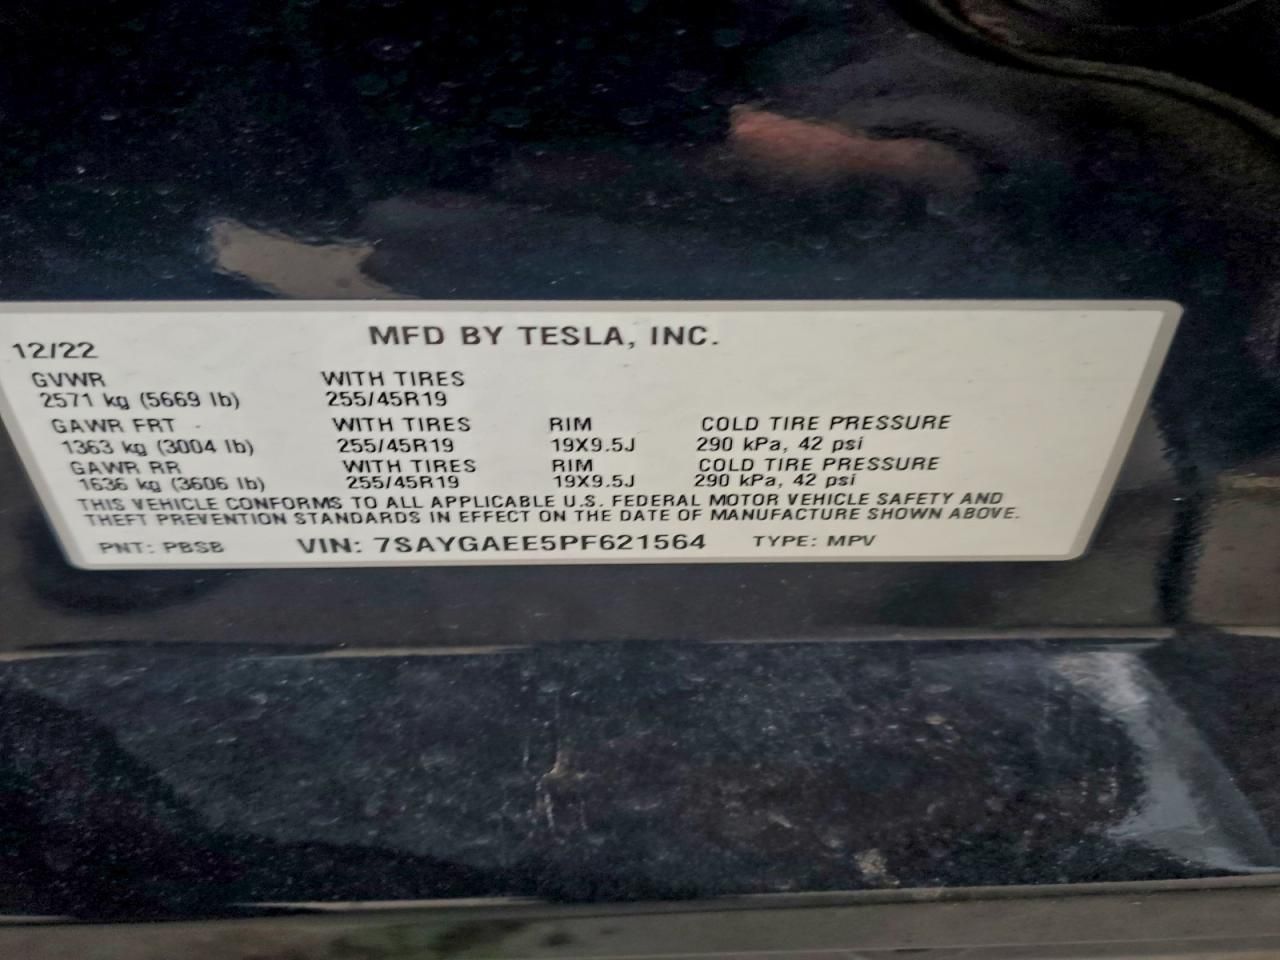 MFD BY TESLA, INC.
12/22
GVWR WITH TIRES
2571 kg (5669 lb) 255/45R19
GAWR FRT WITH TIRES RIM COLD TIRE PRESSURE
1363 kg (3004 lb) 255/45R19 19X9.5J 290 kPa, 42 psi
GAWR RR WITH TIRES RIM COLD TIRE PRESSURE
1636 kg (3606 lb) 255/45R19 19X9.5J 290 kPa, 42 psi
THIS VEHICLE CONFORMS TO ALL APPLICABLE U.S. FEDERAL MOTOR VEHICLE SAFETY AND
THEFT PREVENTION STANDARDS IN EFFECT ON THE DATE OF MANUFACTURE SHOWN ABOVE.
PNT: PBSB VIN: 7SAYGAEE5PF621564 TYPE: MPV